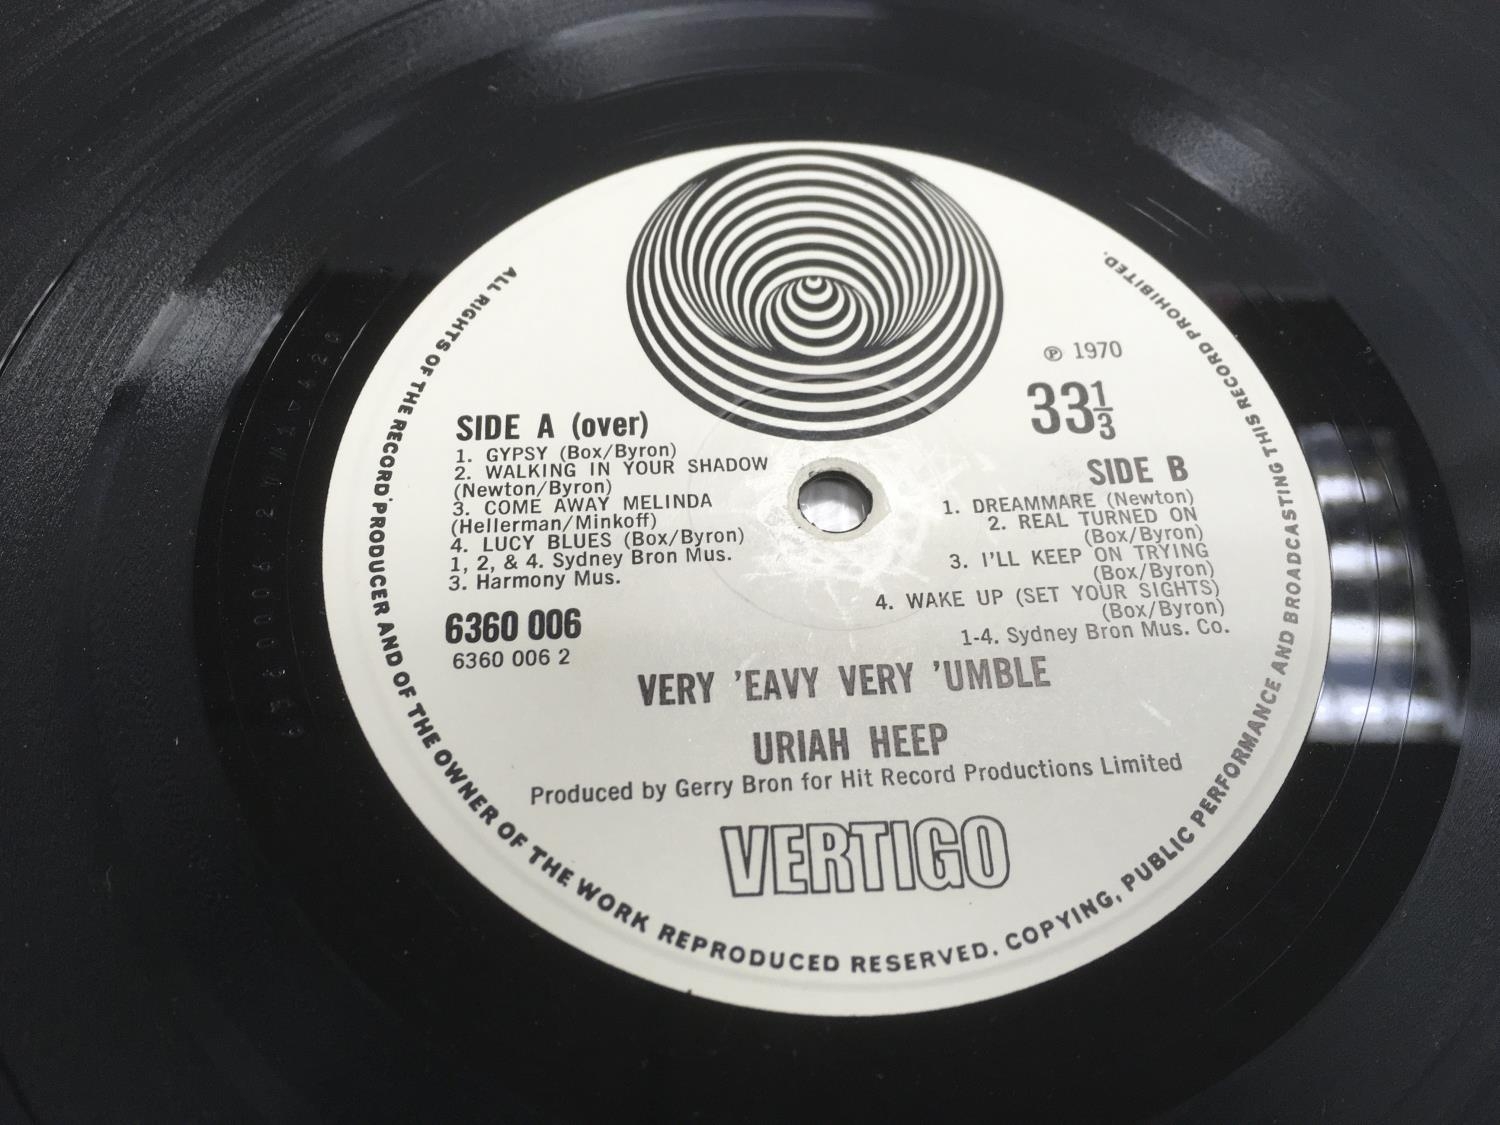 ALL RIGHTS OF THE RECORD PRODUCER AND OF THE OWNER OF THE WORK REPRODUCED RESERVED. COPYING, PUBLIC PERFORMANCE AND BROADCASTING THIS RECORD PROHIBITED.
℗ 1970
33 1/3
SIDE A (over)
1. GYPSY (Box/Byron)
2. WALKING IN YOUR SHADOW
(Newton/Byron)
3. COME AWAY MELINDA
(Hellerman/Minkoff)
4. LUCY BLUES (Box/Byron)
1, 2, & 4. Sydney Bron Mus.
3. Harmony Mus.
6360 006
6360 006 2
SIDE B
1. DREAMMARE (Newton)
2. REAL TURNED ON
(Box/Byron)
3. I'LL KEEP ON TRYING
(Box/Byron)
4. WAKE UP (SET YOUR SIGHTS)
(Box/Byron)
1-4. Sydney Bron Mus. Co.
VERY 'EAVY VERY 'UMBLE
URIAH HEEP
Produced by Gerry Bron for Hit Record Productions Limited
VERTIGO